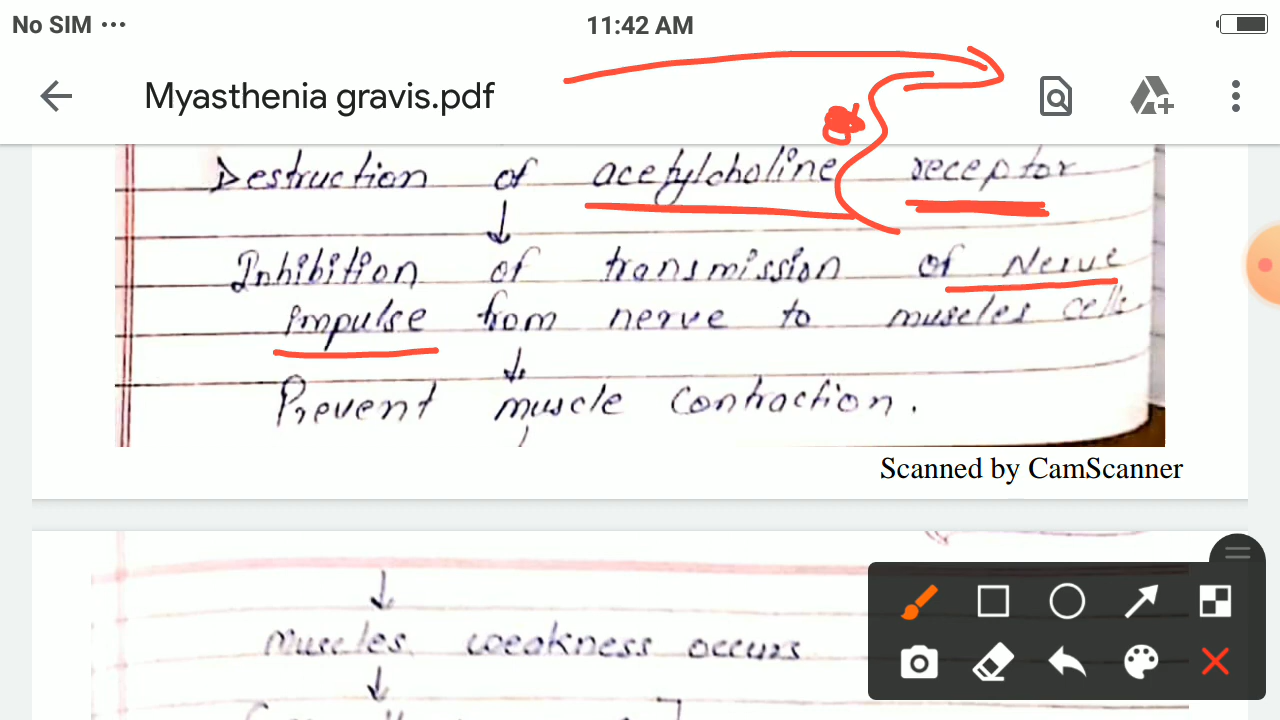 No SIM ...
11:42 AM
Myasthenia gravis.pdf
Destruction of acetylcholine receptor
↓
Inhibition of transmission of Nerve
impulse from nerve to muscles cells
↓
Prevent muscle contraction.
Scanned by CamScanner
↓
Muscles weakness occurs
↓